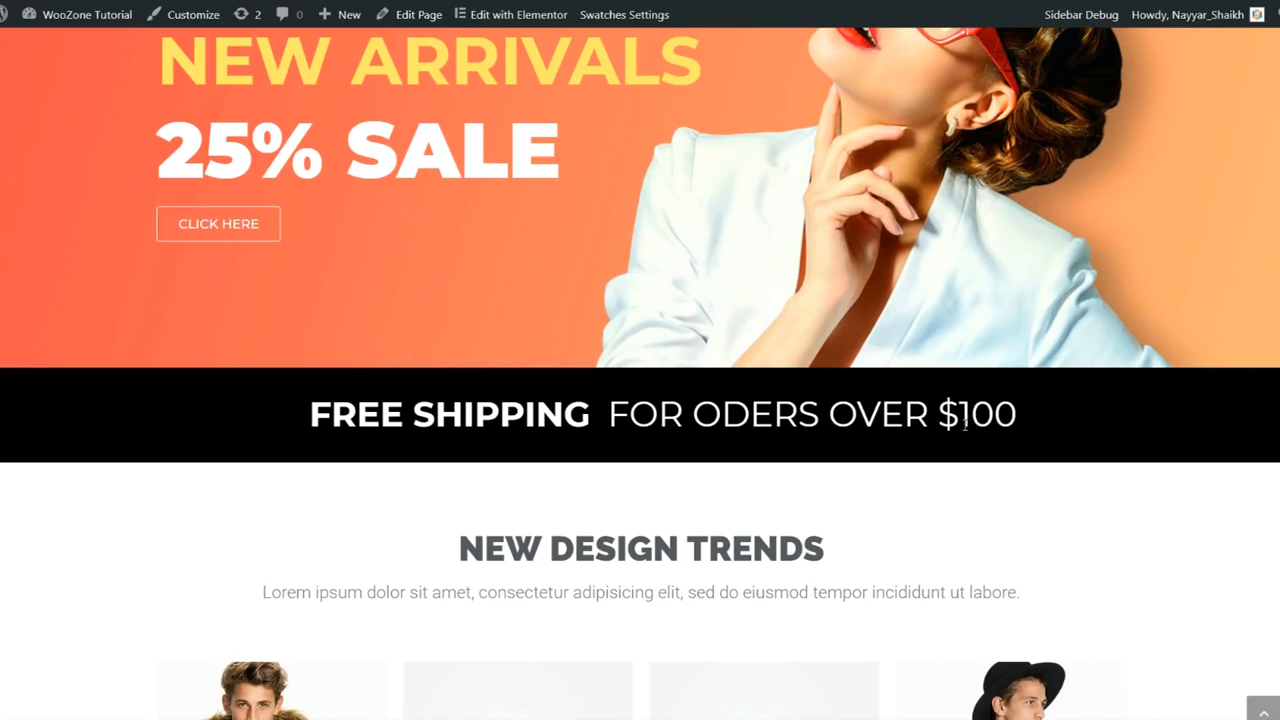 WooZone Tutorial Customize 2 0 New Edit Page Edit with Elementor Swatches Settings Sidebar Debug Howdy, Nayyar_Shaikh
NEW ARRIVALS
25% SALE
CLICK HERE
FREE SHIPPING FOR ODERS OVER $100
NEW DESIGN TRENDS
Lorem ipsum dolor sit amet, consectetur adipisicing elit, sed do eiusmod tempor incididunt ut labore.